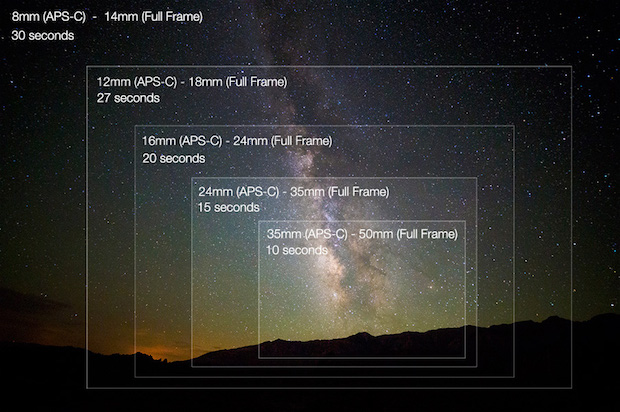 8mm (APS-C) - 14mm (Full Frame)
30 seconds
12mm (APS-C) - 18mm (Full Frame)
27 seconds
16mm (APS-C) - 24mm (Full Frame)
20 seconds
24mm (APS-C) - 35mm (Full Frame)
15 seconds
35mm (APS-C) - 50mm (Full Frame)
10 seconds